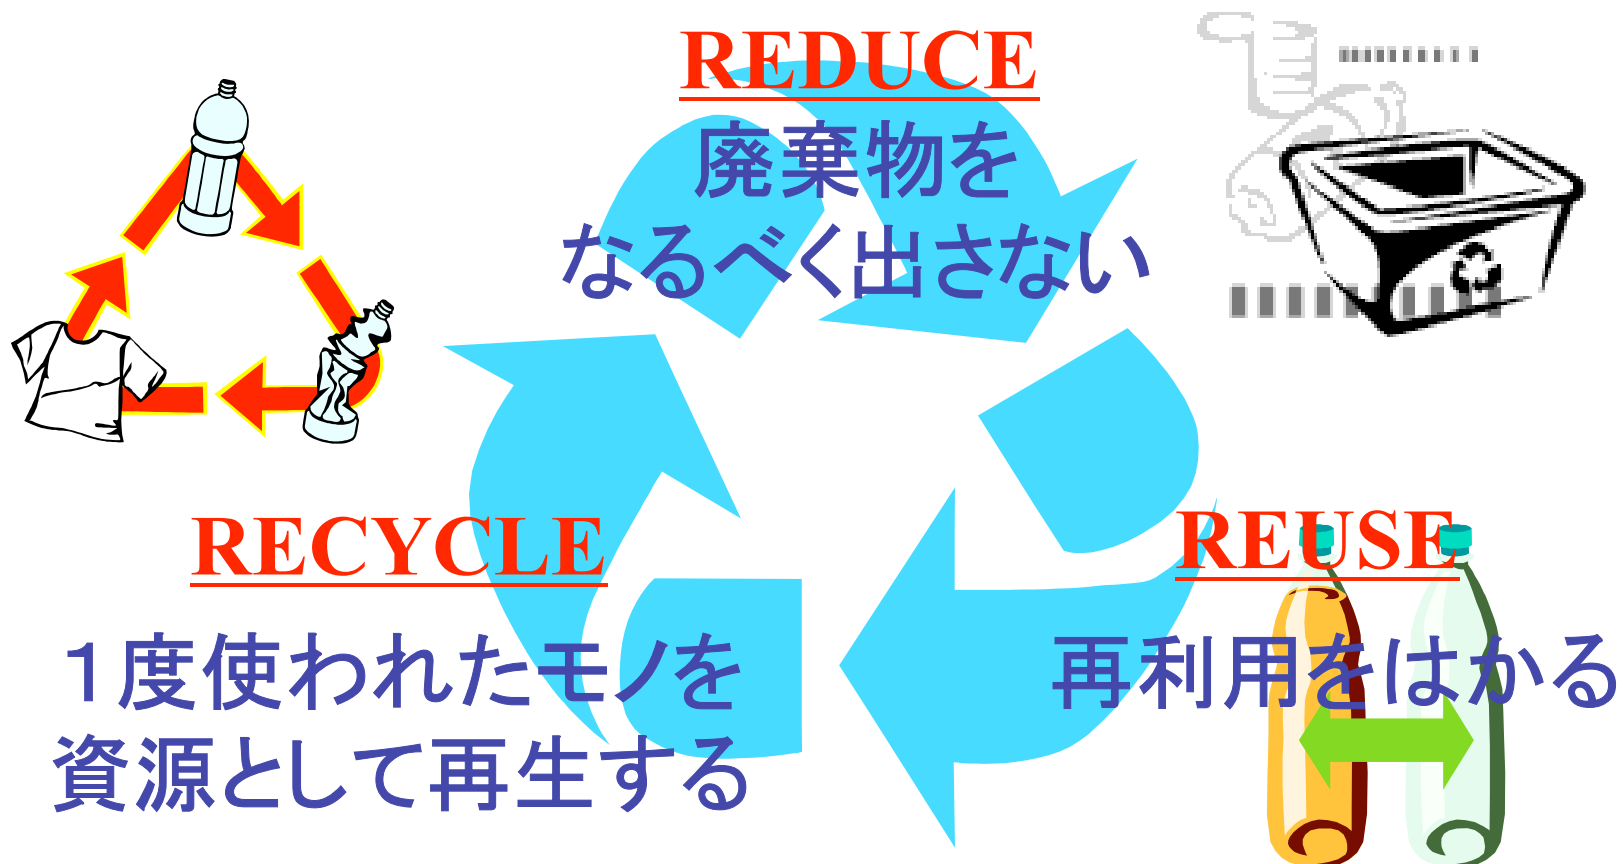 REDUCE
廃棄物を
なるべく出さない
RECYCLE
１度使われたモノを
資源として再生する
REUSE
再利用をはかる